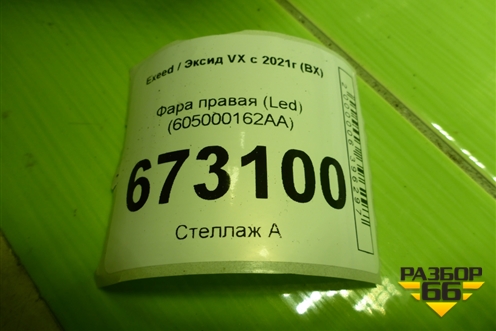 Exeed / Эксид VX с 2021г (BX)
Фара правая (Led)
(605000162AA)
673100
Стеллаж A
РАЗБОР
66